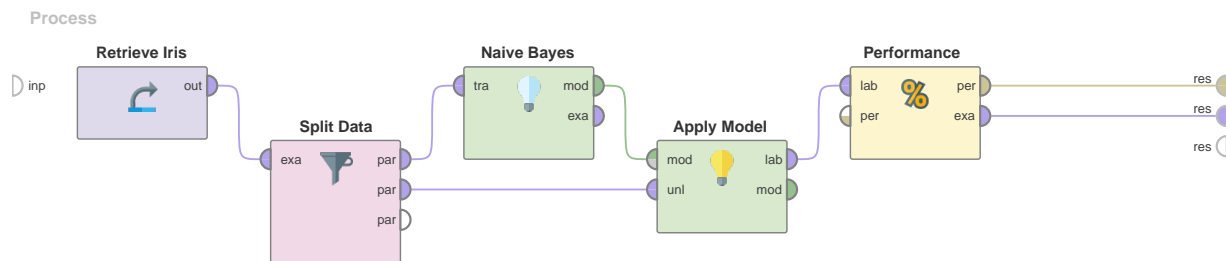 Process
Retrieve Iris
inp
out
Split Data
exa
par
par
par
Naive Bayes
tra
mod
exa
Apply Model
mod
lab
unl
mod
Performance
%
lab
per
per
exa
res
res
res